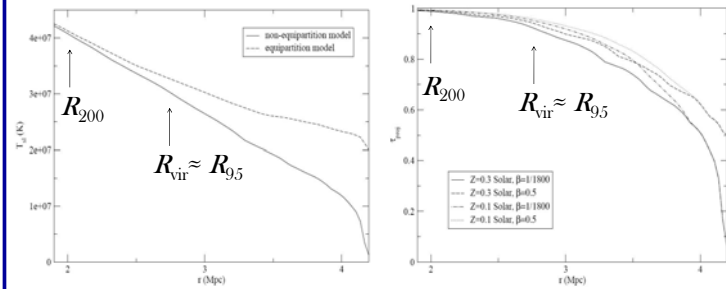 4e+07
3e+07
2e+07
1e+07
0
T_el (K)
non-equipartition model
equipartition model
R200
Rvir≈ R95
2
3
4
r (Mpc)
1
0.8
0.6
0.4
0.2
0
R200
Rvir≈ R95
Z=0.3 Solar, β=1/1800
Z=0.3 Solar, β=0.5
Z=0.1 Solar, β=1/1800
Z=0.1 Solar, β=0.5
2
3
4
r (Mpc)